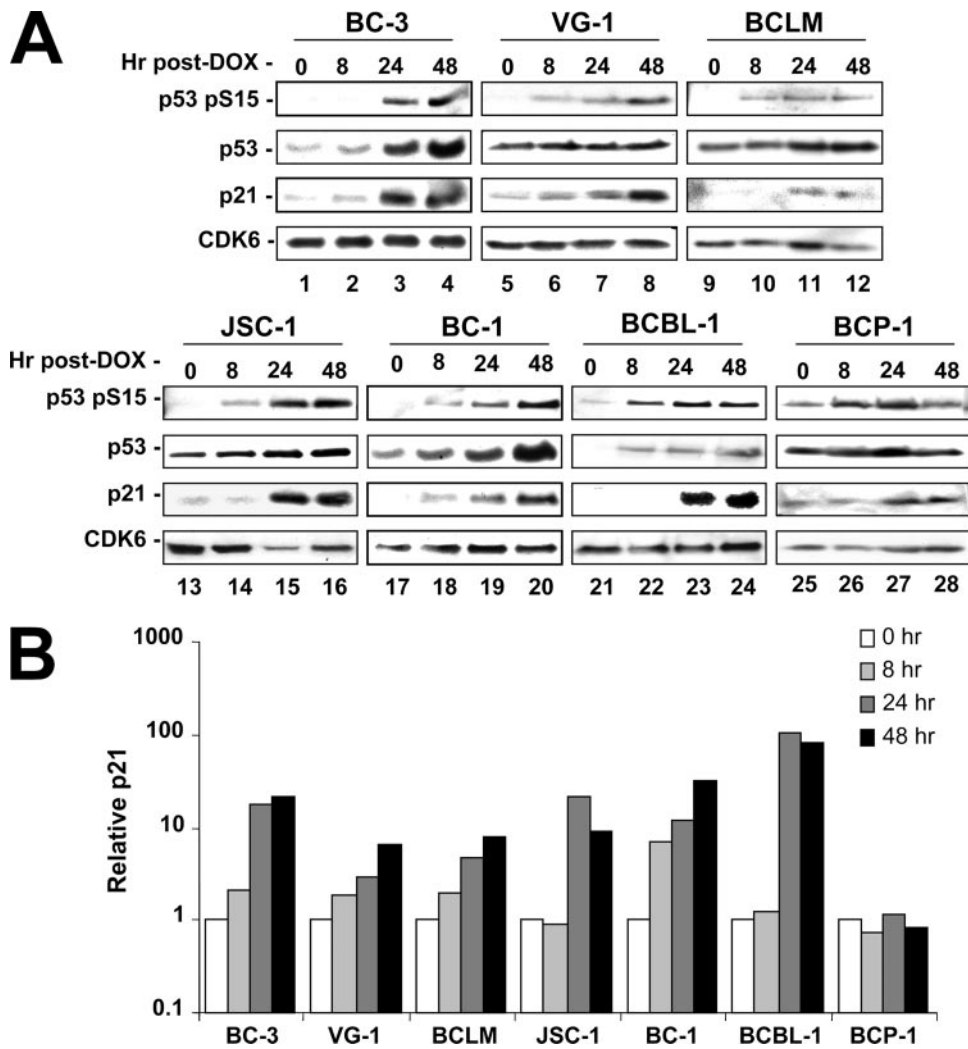 A
BC-3 VG-1 BCLM
Hr post-DOX - 0 8 24 48 0 8 24 48 0 8 24 48
p53 pS15 -
p53 -
p21 -
CDK6 -
1 2 3 4 5 6 7 8 9 10 11 12
JSC-1 BC-1 BCBL-1 BCP-1
Hr post-DOX - 0 8 24 48 0 8 24 48 0 8 24 48 0 8 24 48
p53 pS15 -
p53 -
p21 -
CDK6 -
13 14 15 16 17 18 19 20 21 22 23 24 25 26 27 28
B
Relative p21
1000
100
10
1
0.1
0 hr
8 hr
24 hr
48 hr
BC-3 VG-1 BCLM JSC-1 BC-1 BCBL-1 BCP-1